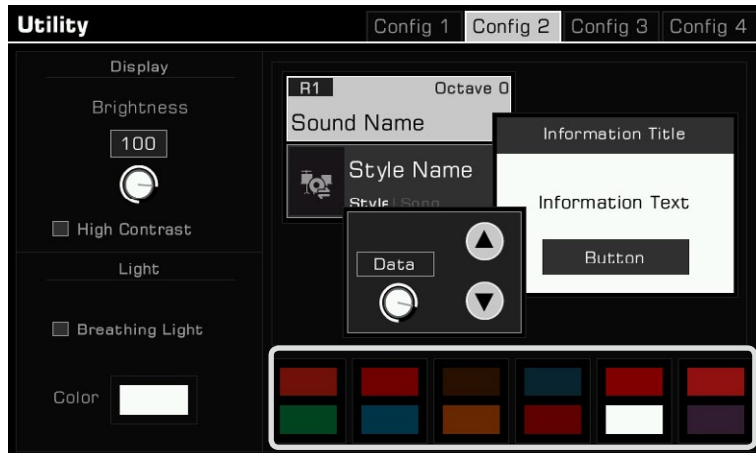 Utility
Config 1 Config 2 Config 3 Config 4
Display
Brightness
100
High Contrast
Light
Breathing Light
Color
R1 Octave 0
Sound Name
Style Name
Style Song
Information Title
Information Text
Button
Data